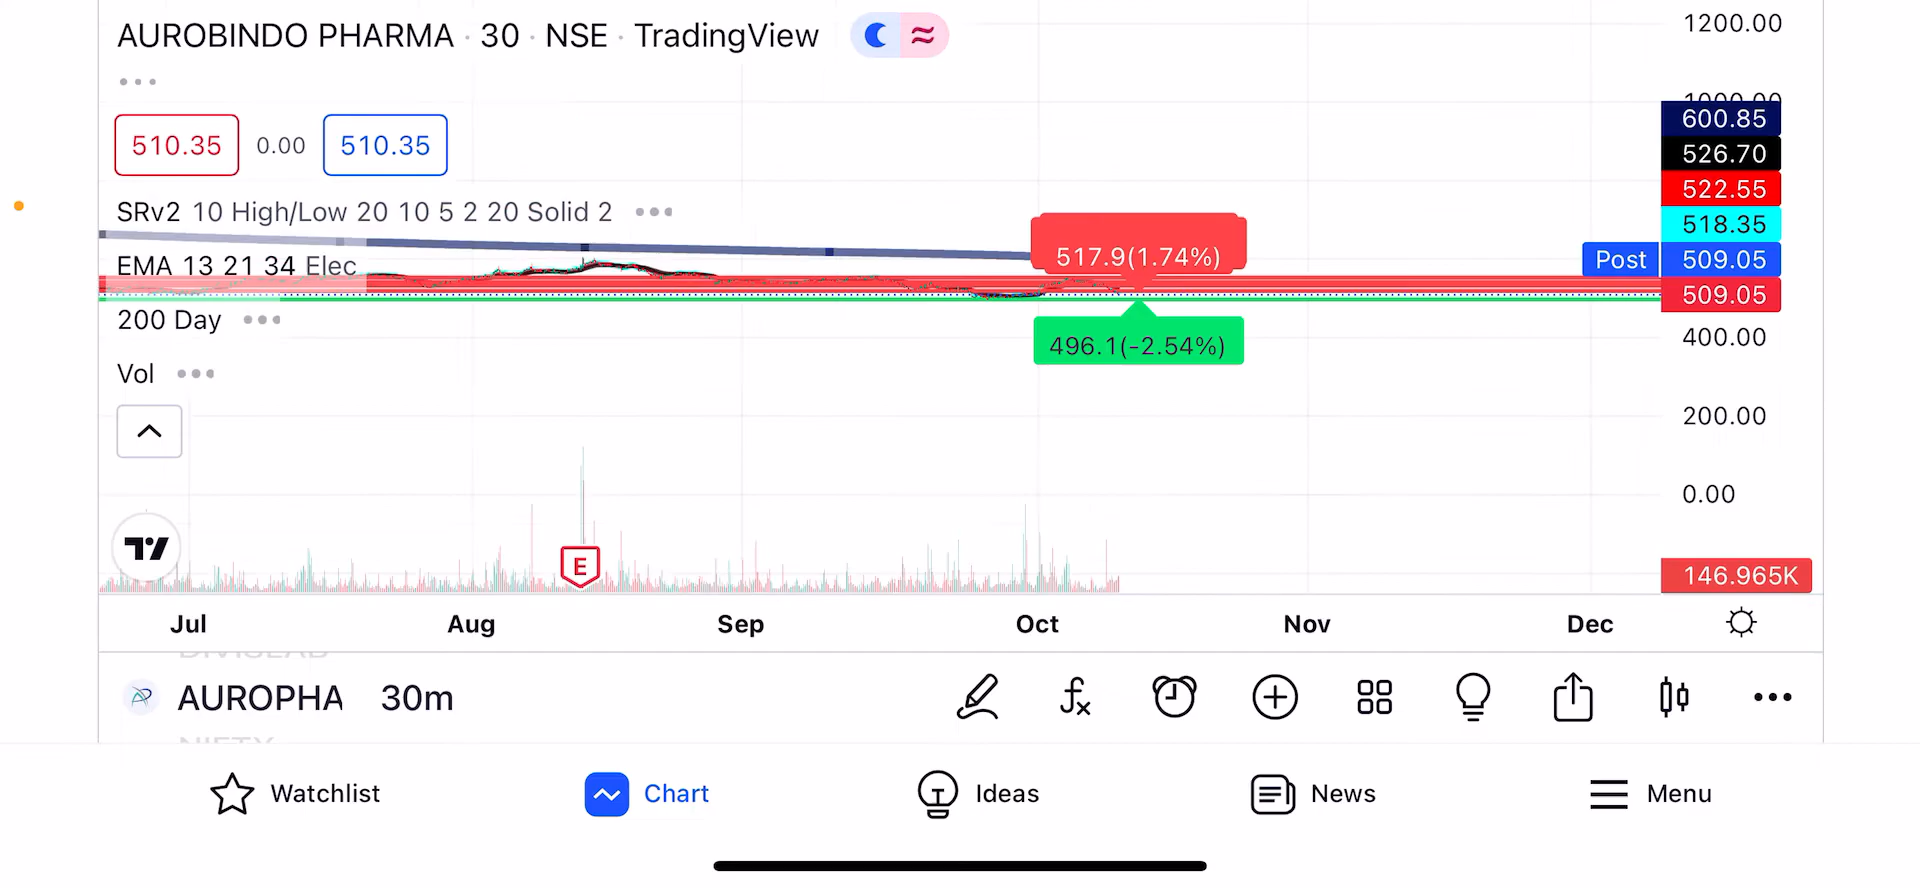 AUROBINDO PHARMA · 30 · NSE · TradingView
1200.00
1000.00
510.35 0.00 510.35
600.85
526.70
522.55
518.35
Post 509.05
509.05
SRv2 10 High/Low 20 10 5 2 20 Solid 2
EMA 13 21 34 Elec
517.9(1.74%)
200 Day
496.1(-2.54%)
400.00
Vol
200.00
0.00
E
146.965K
Jul Aug Sep Oct Nov Dec
AUROPHA 30m
Watchlist Chart Ideas News Menu